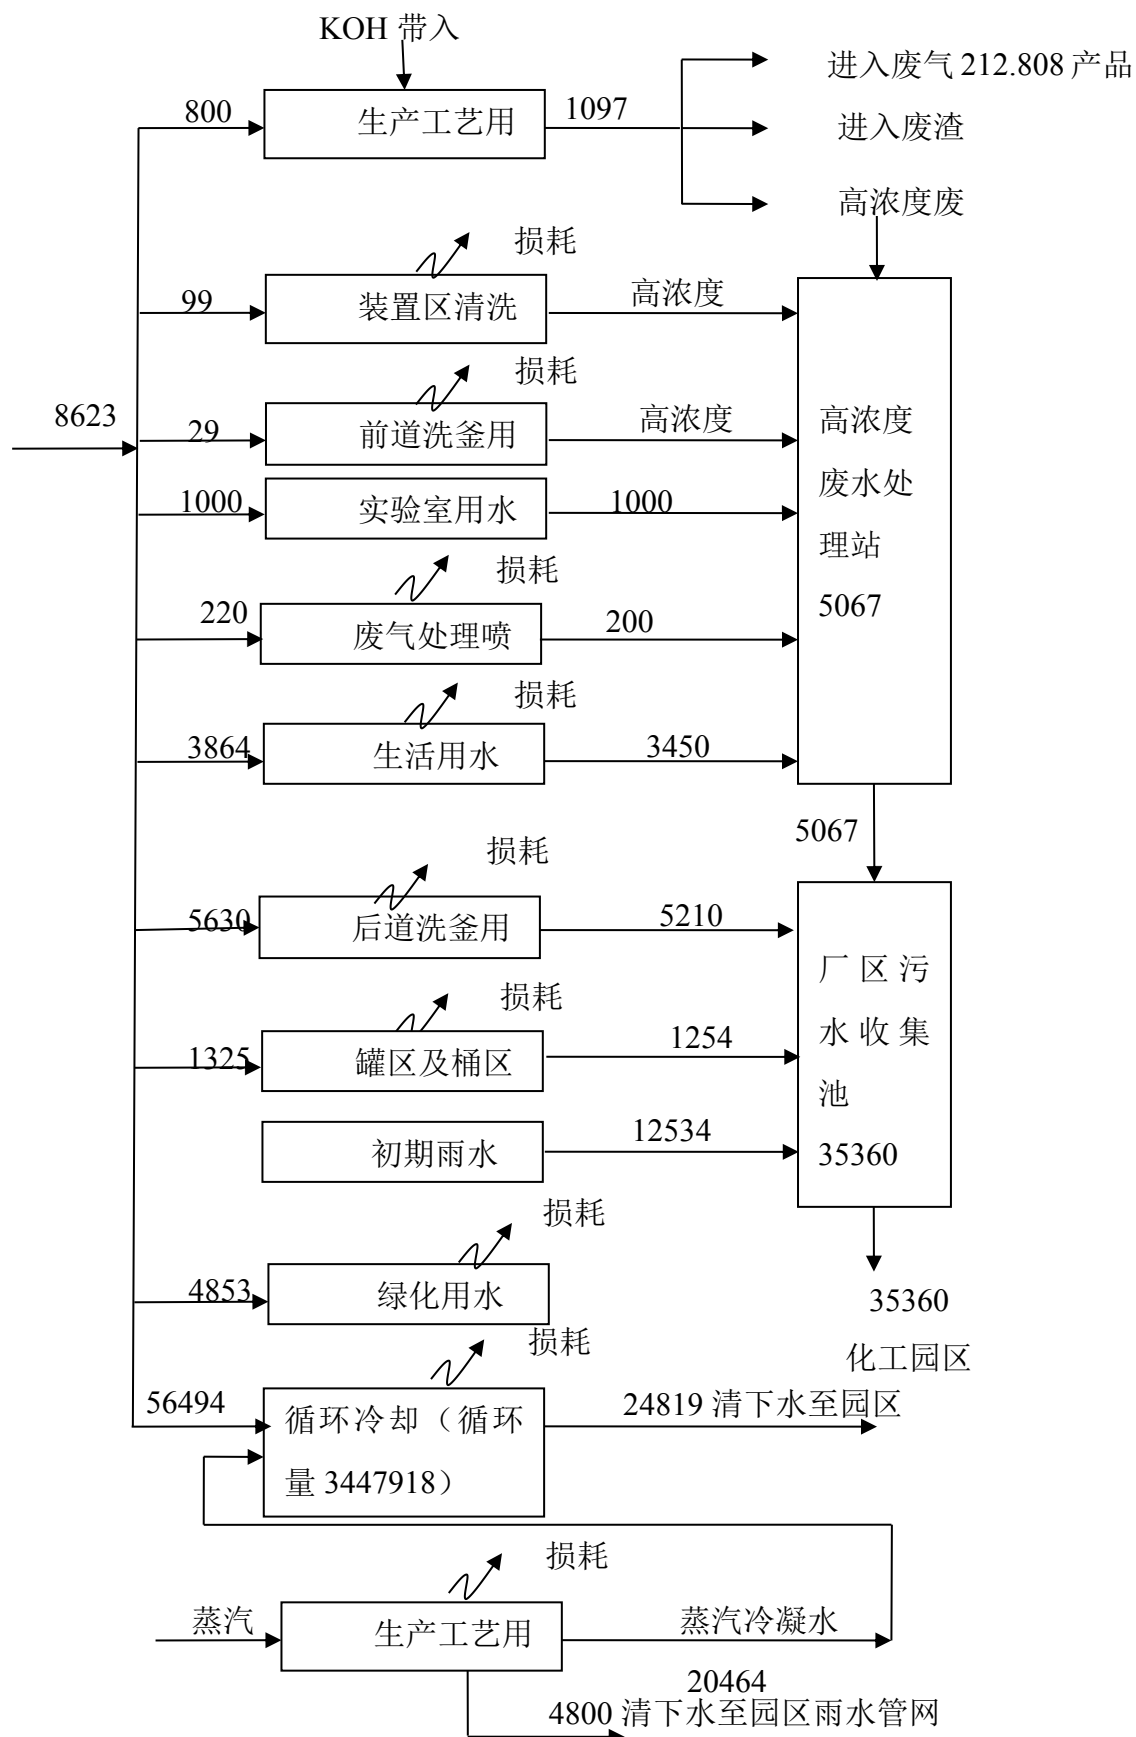 KOH 带入
进入废气 212.808 产品
800
生产工艺用
1097
进入废渣
高浓度废
损耗
99
装置区清洗
高浓度
损耗
8623
29
前道洗釜用
高浓度
高浓度
废水处
理站
5067
1000
实验室用水
1000
损耗
220
废气处理喷
200
损耗
3864
生活用水
3450
5067
损耗
5630
后道洗釜用
5210
厂区污
水收集
池
35360
损耗
1325
罐区及桶区
1254
初期雨水
12534
损耗
4853
绿化用水
35360
化工园区
损耗
56494
循环冷却（循环
量 3447918）
24819 清下水至园区
损耗
蒸汽
生产工艺用
蒸汽冷凝水
20464
4800 清下水至园区雨水管网